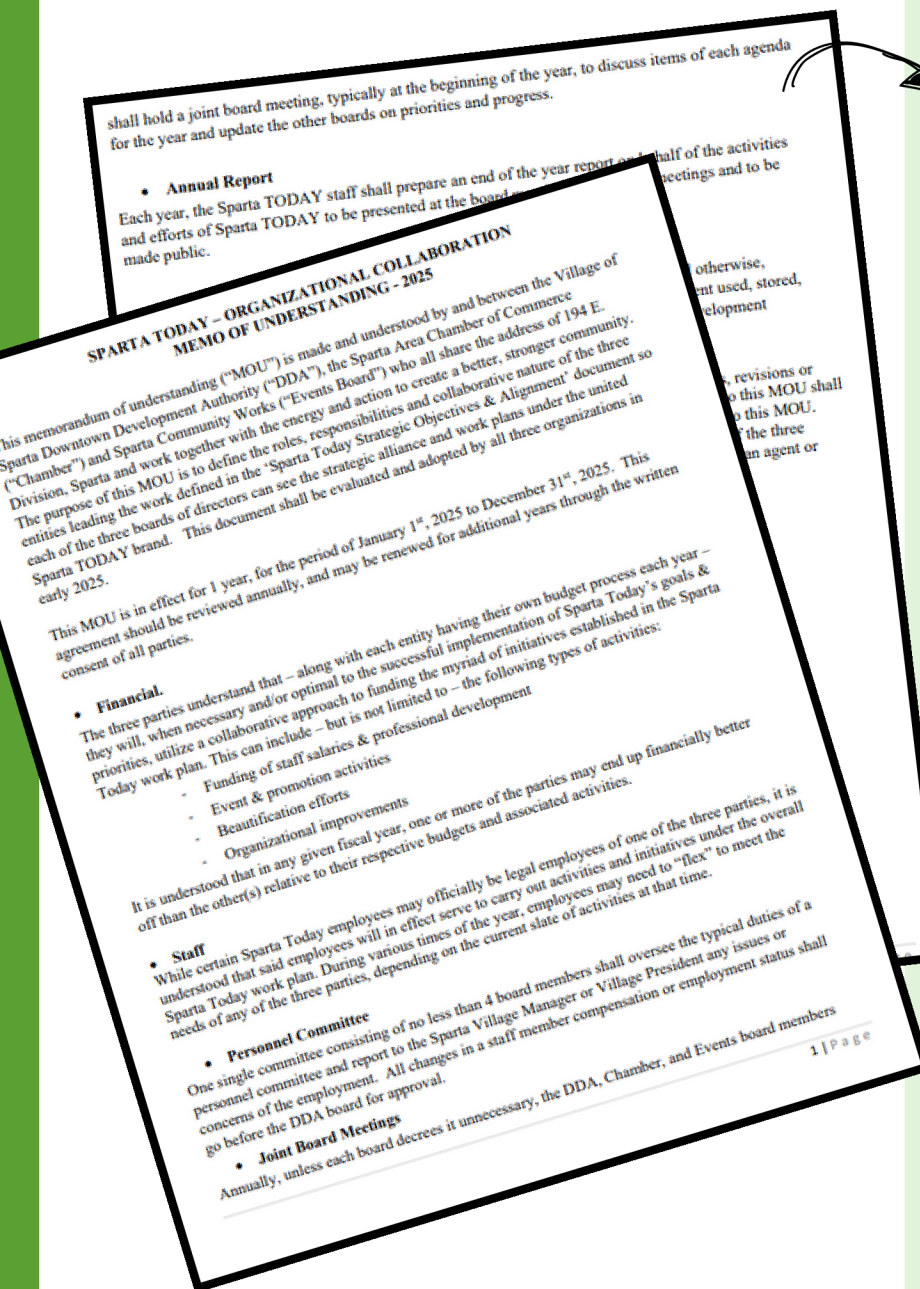 shall hold a joint board meeting, typically at the beginning of the year, to discuss items of each agenda
for the year and update the other boards on priorities and progress.
• Annual Report
Each year, the Sparta TODAY staff shall prepare an end of the year report on behalf of the activities
and efforts of Sparta TODAY to be presented at the board meetings and to be
made public.
otherwise,
used, stored,
revisions or
this MOU shall
this MOU.
the three
an agent or
SPARTA TODAY – ORGANIZATIONAL COLLABORATION
MEMO OF UNDERSTANDING - 2025
This memorandum of understanding ("MOU") is made and understood by and between the Village of
Sparta Downtown Development Authority ("DDA"), the Sparta Area Chamber of Commerce
("Chamber") and Sparta Community Works ("Events Board") who all share the address of 194 E.
Division, Sparta and work together with the energy and action to create a better, stronger community.
The purpose of this MOU is to define the roles, responsibilities and collaborative nature of the three
entities leading the work defined in the 'Sparta Today Strategic Objectives & Alignment' document so
each of the three boards of directors can see the strategic alliance and work plans under the united
Sparta TODAY brand. This document shall be evaluated and adopted by all three organizations in
early 2025.
This MOU is in effect for 1 year, for the period of January 1st, 2025 to December 31st, 2025. This
agreement should be reviewed annually, and may be renewed for additional years through the written
consent of all parties.
• Financial.
The three parties understand that – along with each entity having their own budget process each year –
they will, when necessary and/or optimal to the successful implementation of Sparta Today's goals &
priorities, utilize a collaborative approach to funding the myriad of initiatives established in the Sparta
Today work plan. This can include – but is not limited to – the following types of activities:
- Funding of staff salaries & professional development
- Event & promotion activities
- Beautification efforts
- Organizational improvements
It is understood that in any given fiscal year, one or more of the parties may end up financially better
off than the other(s) relative to their respective budgets and associated activities.
• Staff
While certain Sparta Today employees may officially be legal employees of one of the three parties, it is
understood that said employees will in effect serve to carry out activities and initiatives under the overall
Sparta Today work plan. During various times of the year, employees may need to "flex" to meet the
needs of any of the three parties, depending on the current slate of activities at that time.
• Personnel Committee
One single committee consisting of no less than 4 board members shall oversee the typical duties of a
personnel committee and report to the Sparta Village Manager or Village President any issues or
concerns of the employment. All changes in a staff member compensation or employment status shall
go before the DDA board for approval.
• Joint Board Meetings
Annually, unless each board decrees it unnecessary, the DDA, Chamber, and Events board members
1 | Page